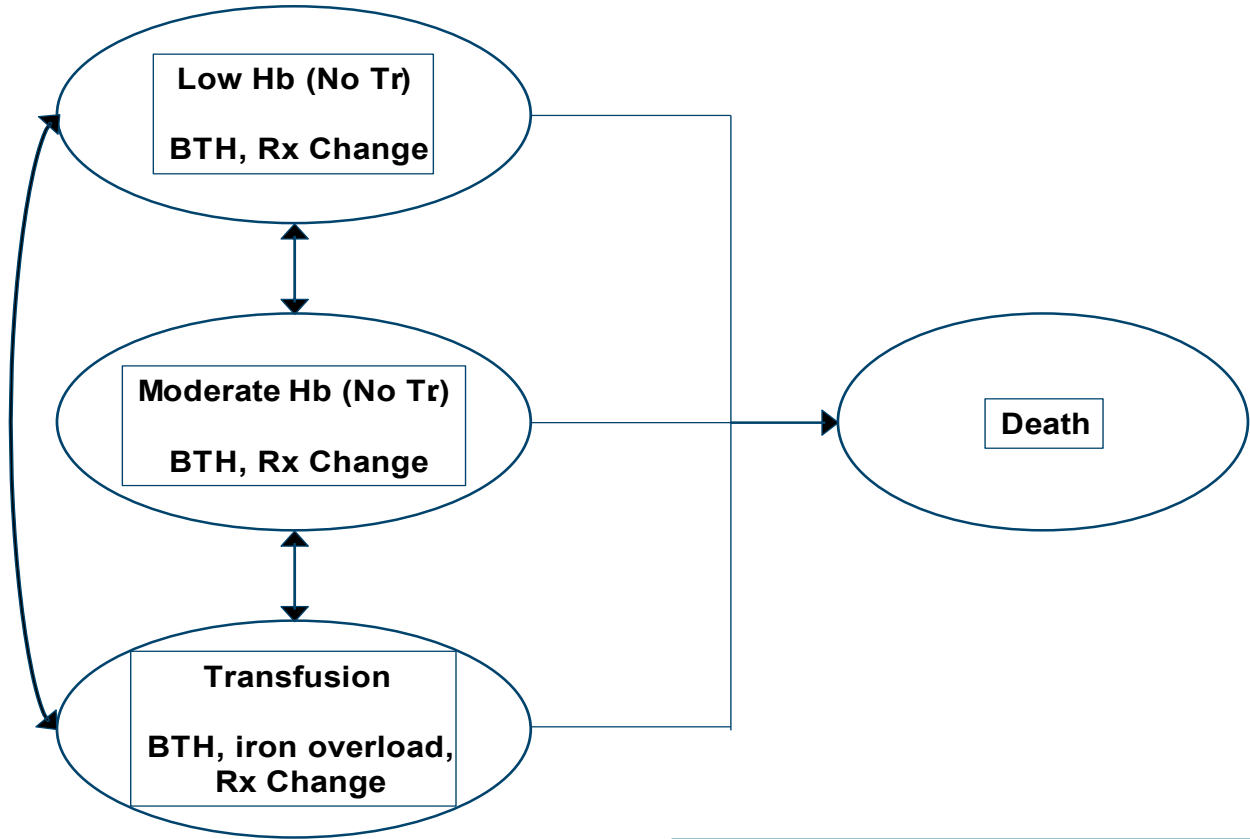 Low Hb (No Tr)
BTH, Rx Change
Moderate Hb (No Tr)
BTH, Rx Change
Death
Transfusion
BTH, iron overload,
Rx Change